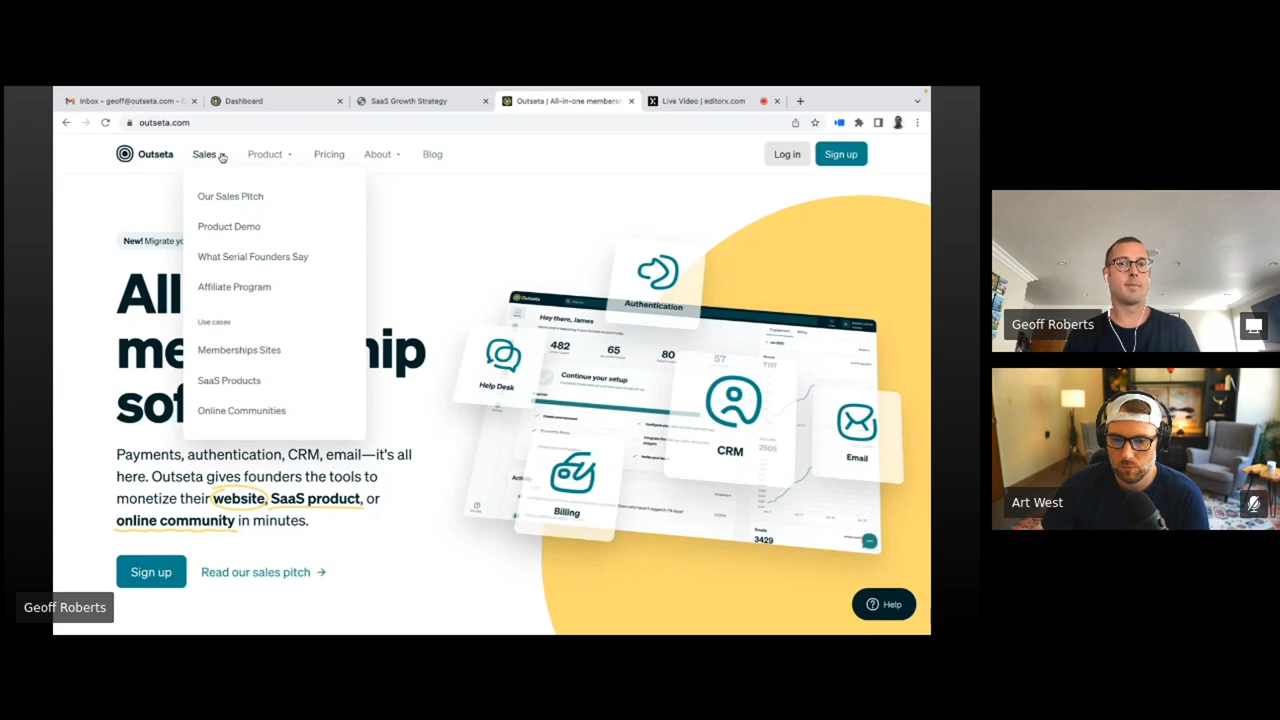 Inbox - geoff@outseta.com - 
Dashboard
SaaS Growth Strategy
Outseta | All-in-one members
Live Video | editorx.com
outseta.com
Outseta
Sales
Product
Pricing
About
Blog
Log in
Sign up
Our Sales Pitch
Product Demo
What Serial Founders Say
Affiliate Program
Use cases
Memberships Sites
SaaS Products
Online Communities
New! Migrate yo
All
me
ip
sof
Payments, authentication, CRM, email—it's all
here. Outseta gives founders the tools to
monetize their website, SaaS product, or
online community in minutes.
Sign up
Read our sales pitch →
Authentication
Outseta
Hey there, James
482
65
80
57
Continue your setup
Help Desk
CRM
Email
Billing
Emails
3429
Help
Geoff Roberts
Geoff Roberts
Art West